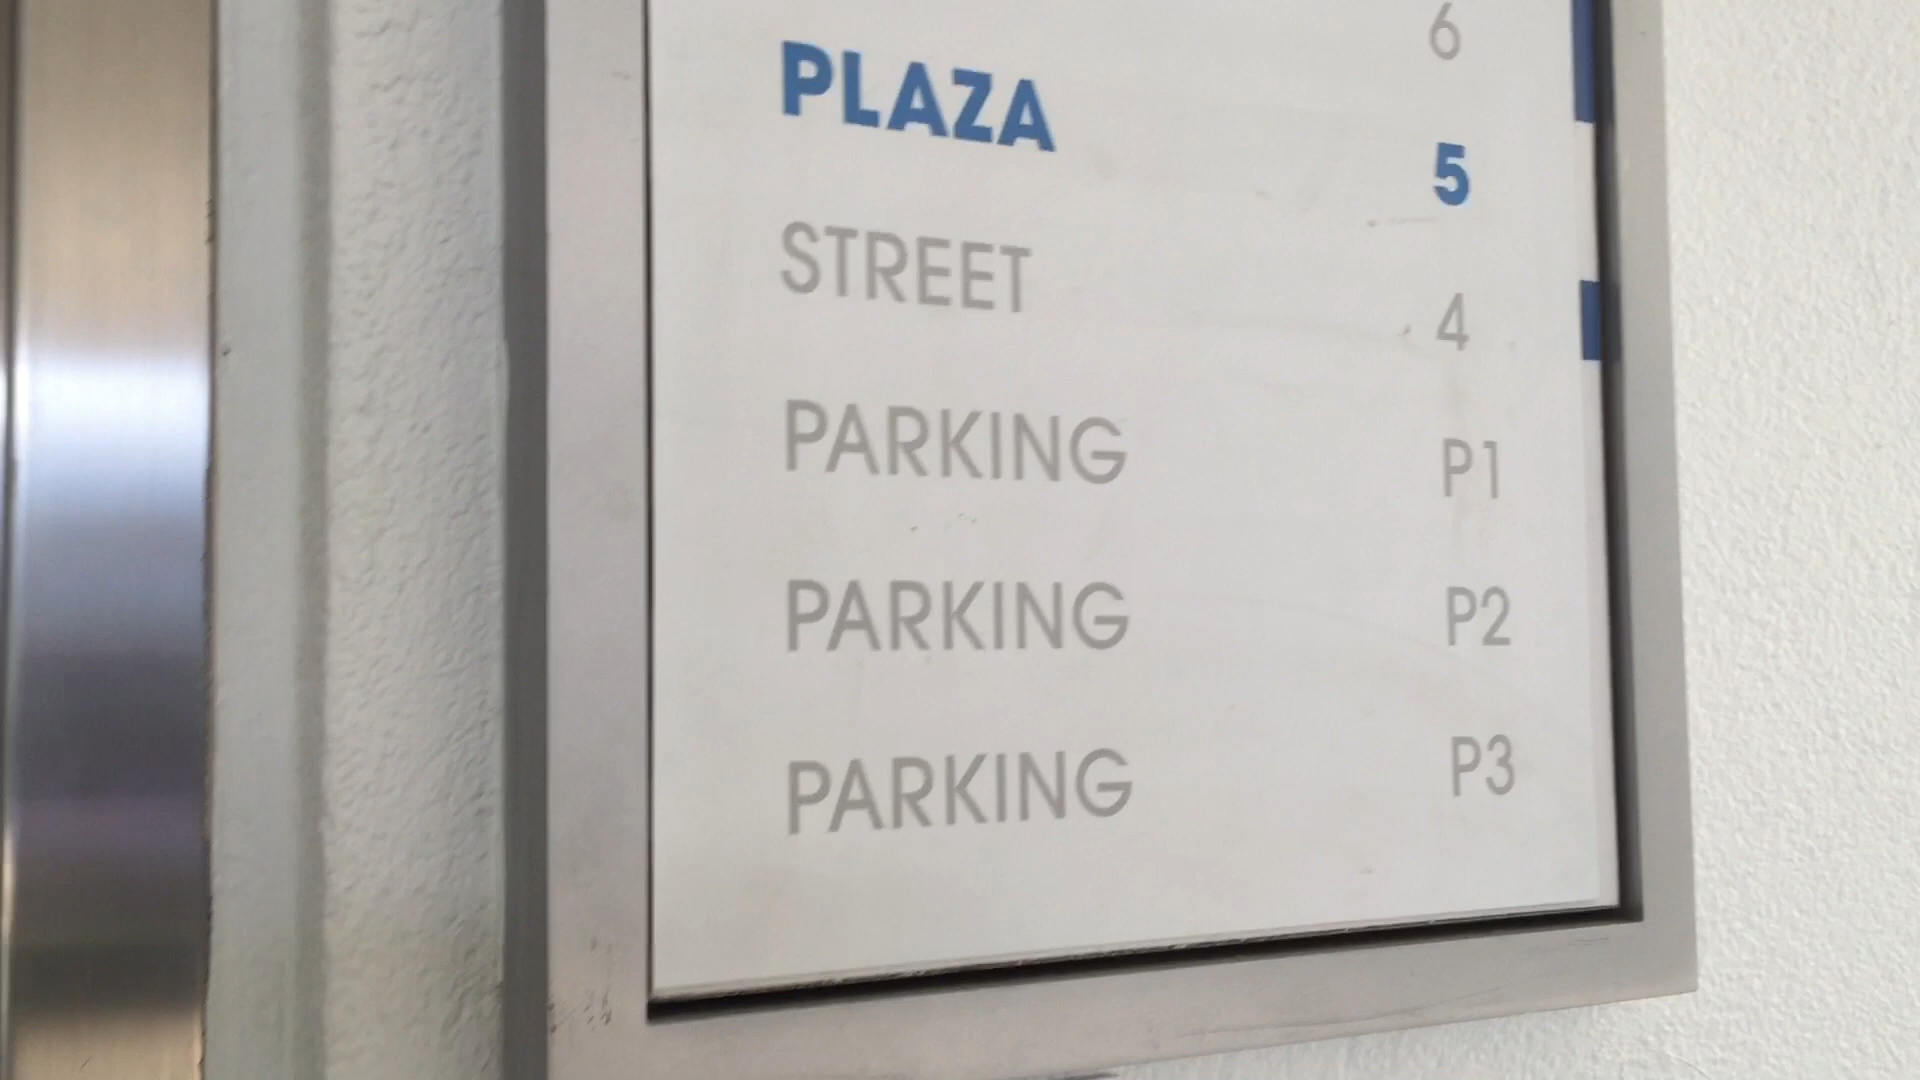 6
PLAZA 5
STREET 4
PARKING P1
PARKING P2
PARKING P3